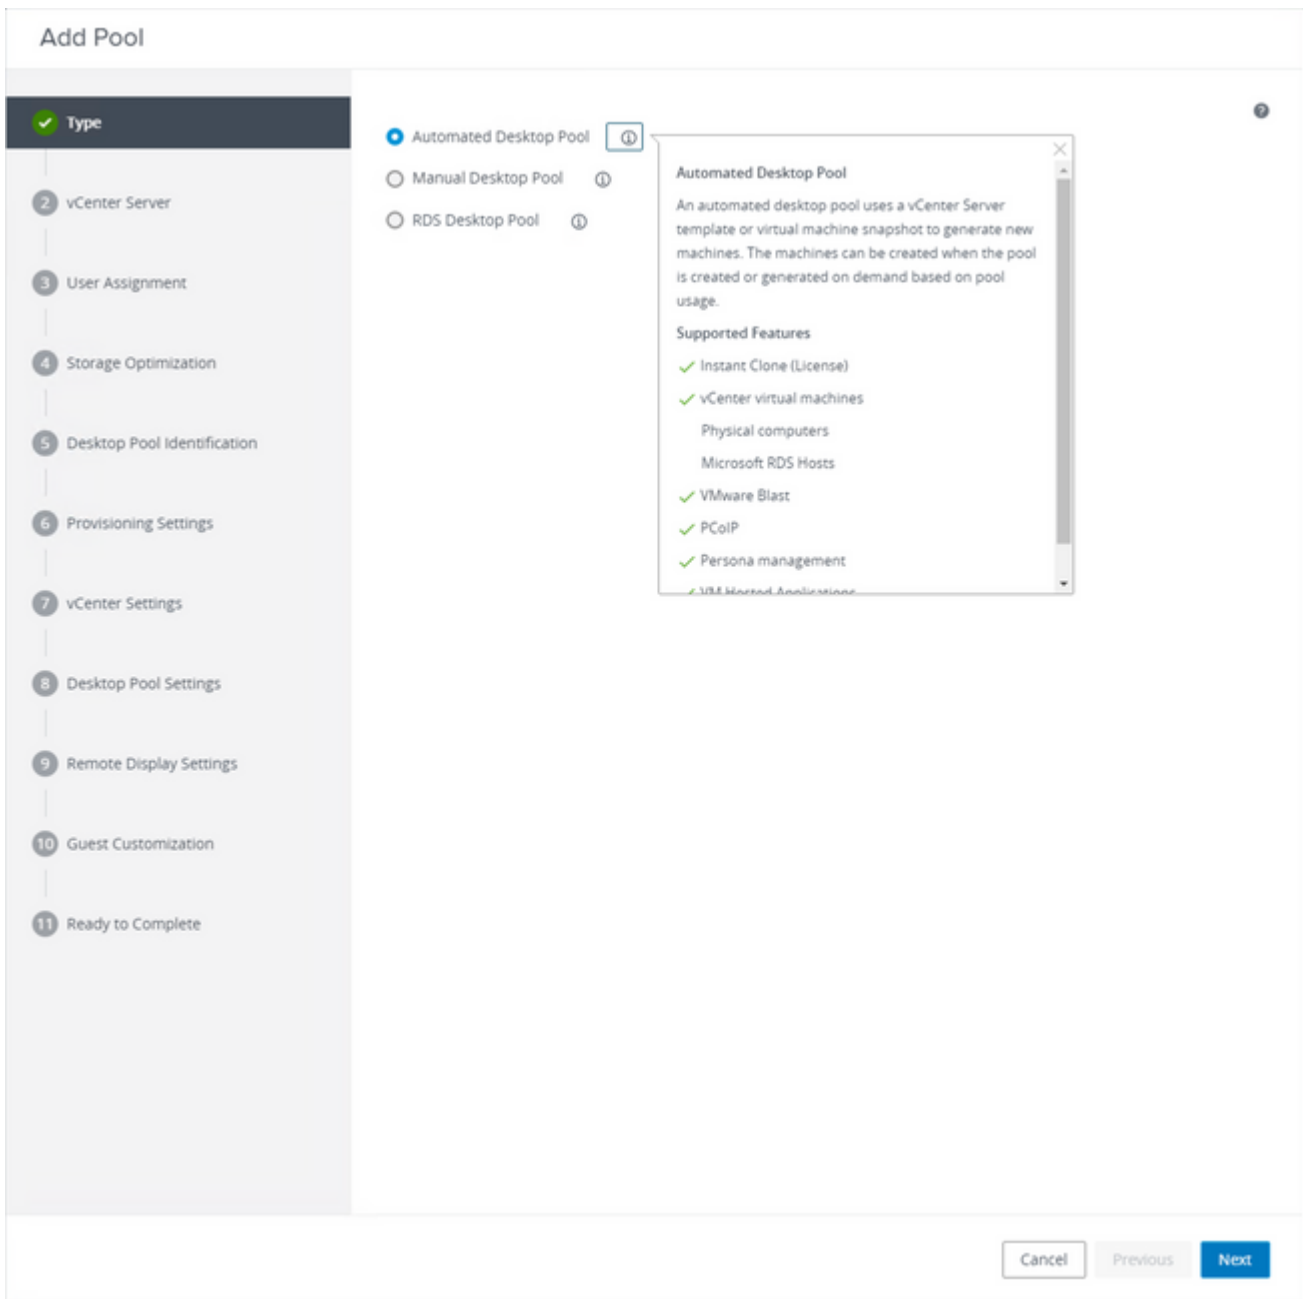 Add Pool
Type
2 vCenter Server
3 User Assignment
4 Storage Optimization
5 Desktop Pool Identification
6 Provisioning Settings
7 vCenter Settings
8 Desktop Pool Settings
9 Remote Display Settings
10 Guest Customization
11 Ready to Complete
Automated Desktop Pool
Manual Desktop Pool
RDS Desktop Pool
Automated Desktop Pool
An automated desktop pool uses a vCenter Server
template or virtual machine snapshot to generate new
machines. The machines can be created when the pool
is created or generated on demand based on pool
usage.
Supported Features
Instant Clone (License)
vCenter virtual machines
Physical computers
Microsoft RDS Hosts
VMware Blast
PCoIP
Persona management
VM Hosted Applications
Cancel
Previous
Next